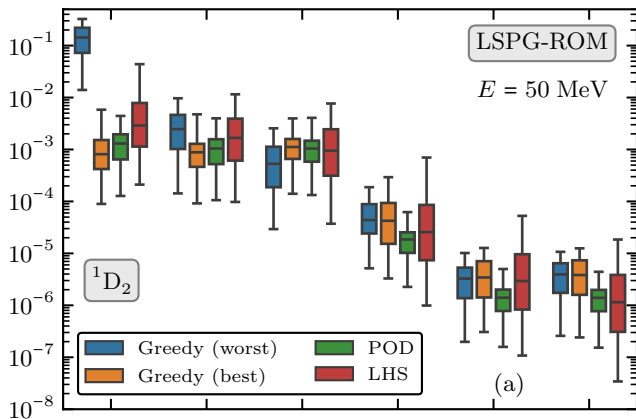 10⁻¹
10⁻²
10⁻³
10⁻⁴
10⁻⁵
10⁻⁶
10⁻⁷
10⁻⁸
LSPG-ROM
E = 50 MeV
¹D₂
Greedy (worst)
Greedy (best)
POD
LHS
(a)